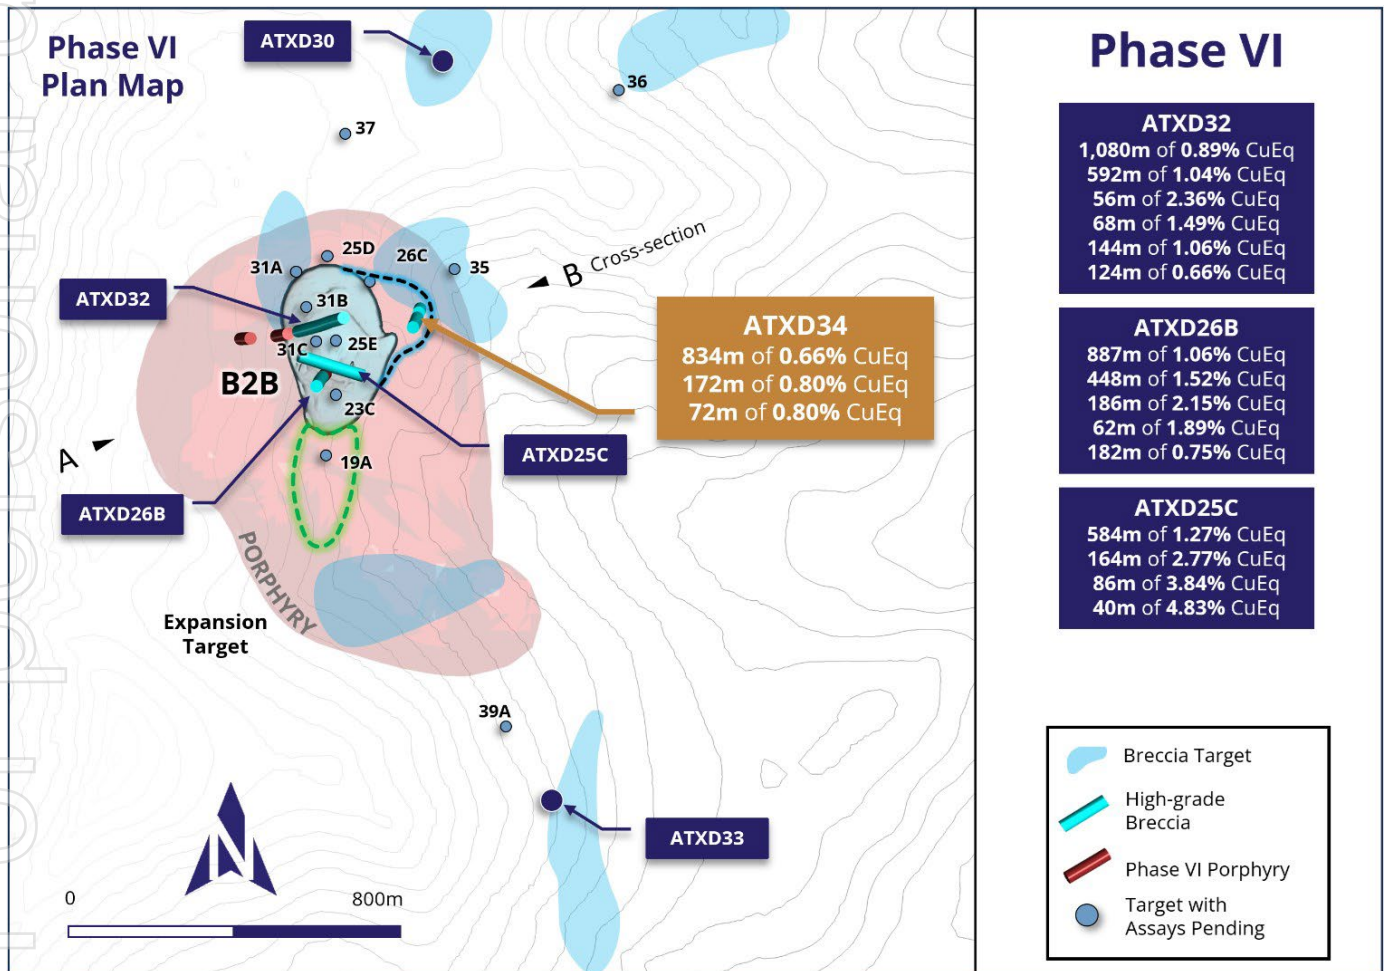 Phase VI
Plan Map
ATXD30
36
37
25D
26C
31A
35
B Cross-section
ATXD32
31B
31C
25E
B2B
23C
A
19A
ATXD25C
ATXD26B
PORPHYRY
Expansion
Target
39A
ATXD33
N
0 800m
ATXD34
834m of 0.66% CuEq
172m of 0.80% CuEq
72m of 0.80% CuEq
Phase VI
ATXD32
1,080m of 0.89% CuEq
592m of 1.04% CuEq
56m of 2.36% CuEq
68m of 1.49% CuEq
144m of 1.06% CuEq
124m of 0.66% CuEq
ATXD26B
887m of 1.06% CuEq
448m of 1.52% CuEq
186m of 2.15% CuEq
62m of 1.89% CuEq
182m of 0.75% CuEq
ATXD25C
584m of 1.27% CuEq
164m of 2.77% CuEq
86m of 3.84% CuEq
40m of 4.83% CuEq
Breccia Target
High-grade
Breccia
Phase VI Porphyry
Target with
Assays Pending